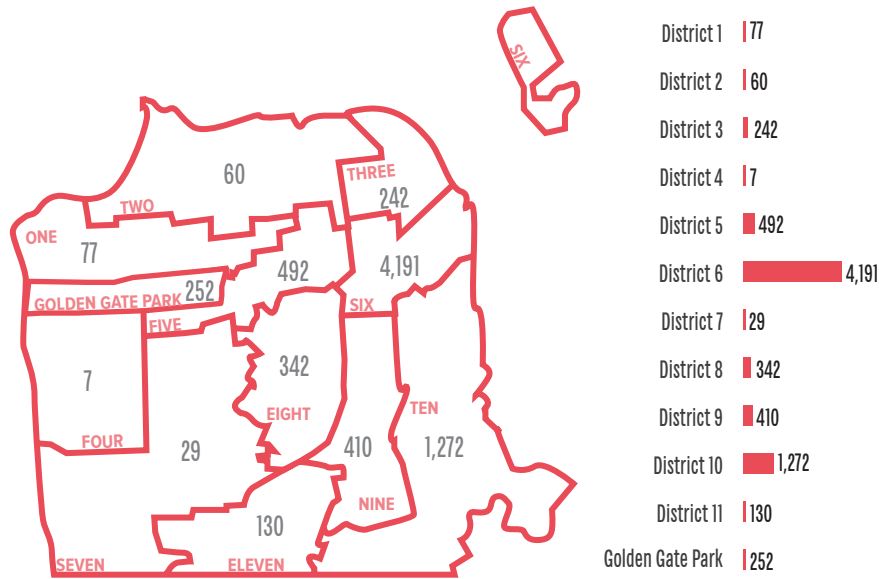 SIX
60
THREE
TWO
242
ONE
77
492
4,191
252
GOLDEN GATE PARK
SIX
FIVE
342
7
TEN
EIGHT
FOUR
29
410
1,272
NINE
130
SEVEN
ELEVEN
District 1 77
District 2 60
District 3 242
District 4 7
District 5 492
District 6 4,191
District 7 29
District 8 342
District 9 410
District 10 1,272
District 11 130
Golden Gate Park 252